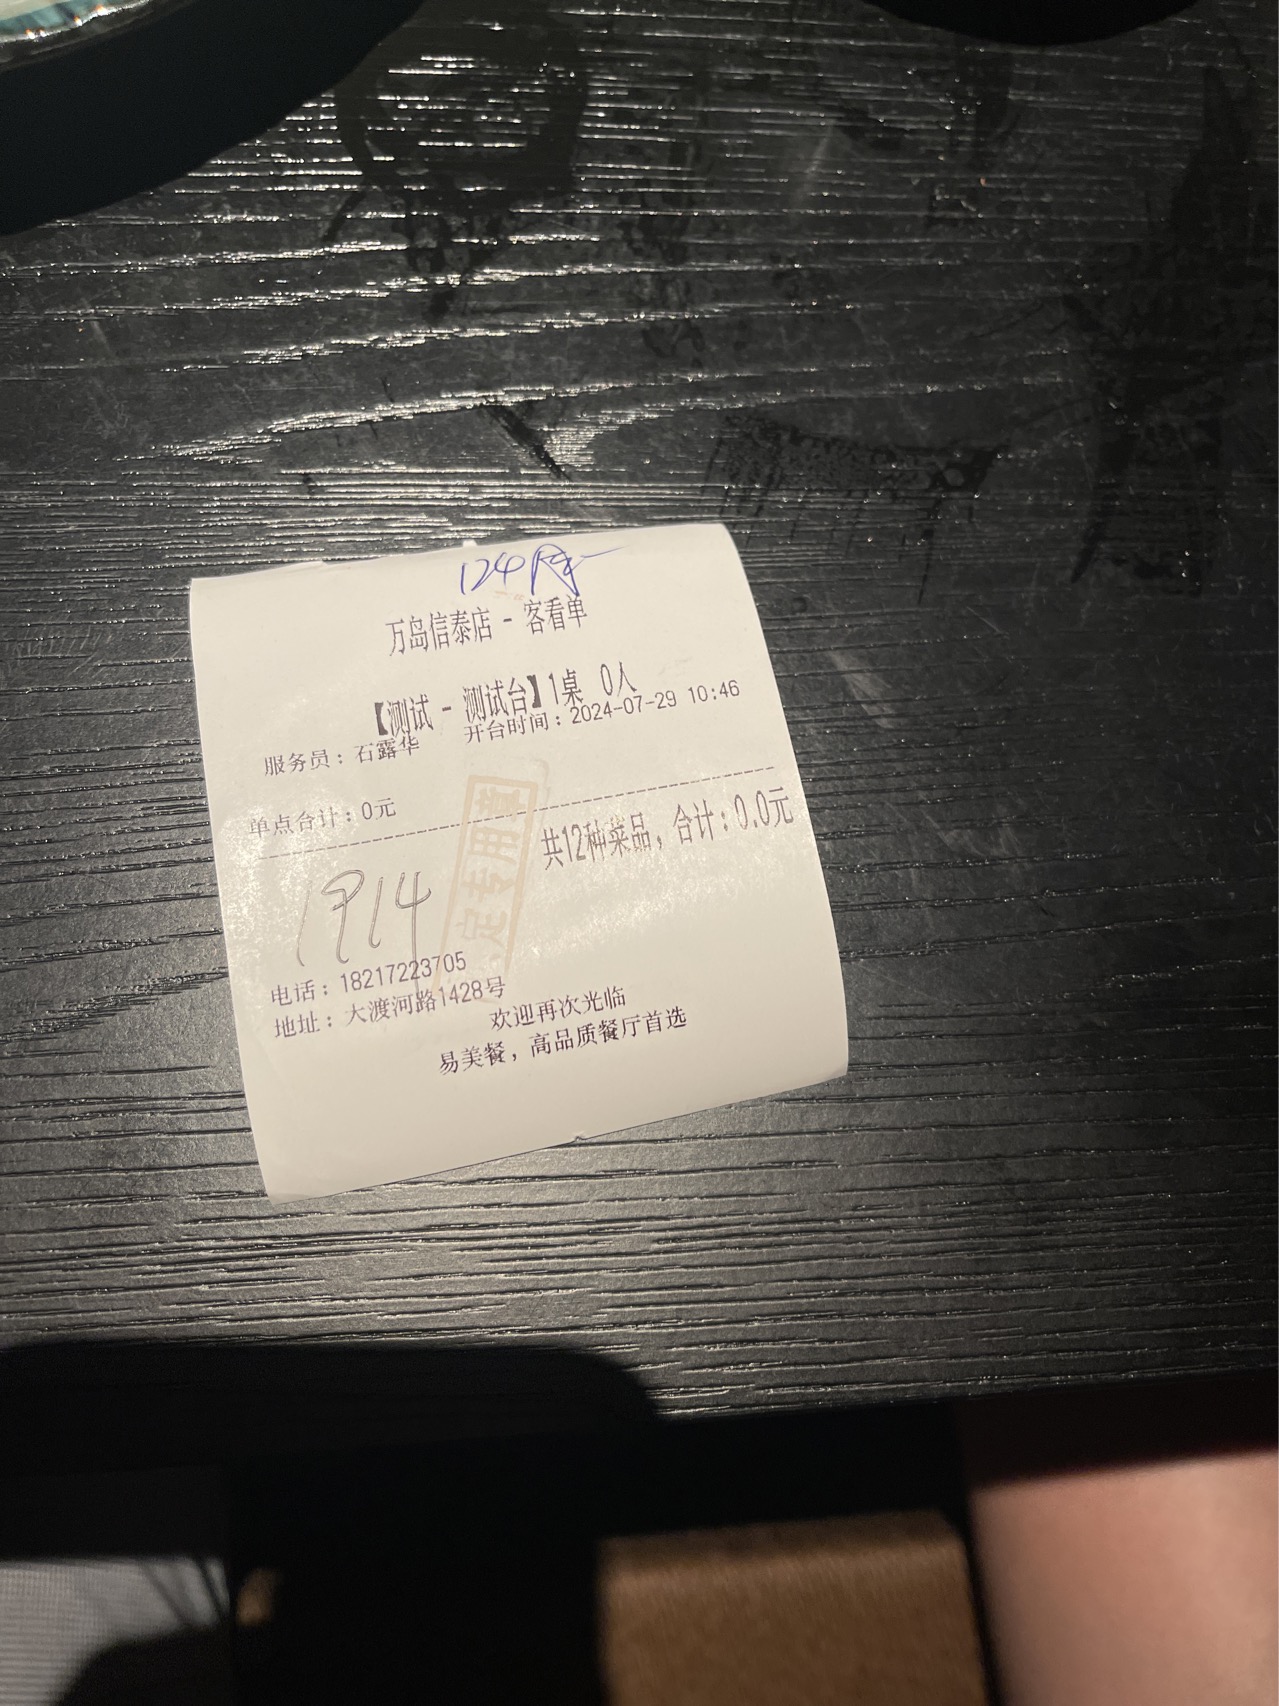 124
万岛信泰店 - 客看单
【测试 - 测试台】1桌 0人
服务员：石露华 开台时间：2024-07-29 10:46
单点合计：0元
共12种菜品，合计：0.0元
定专用章
1914
电话：18217223705
地址：大渡河路1428号
欢迎再次光临
易美餐，高品质餐厅首选